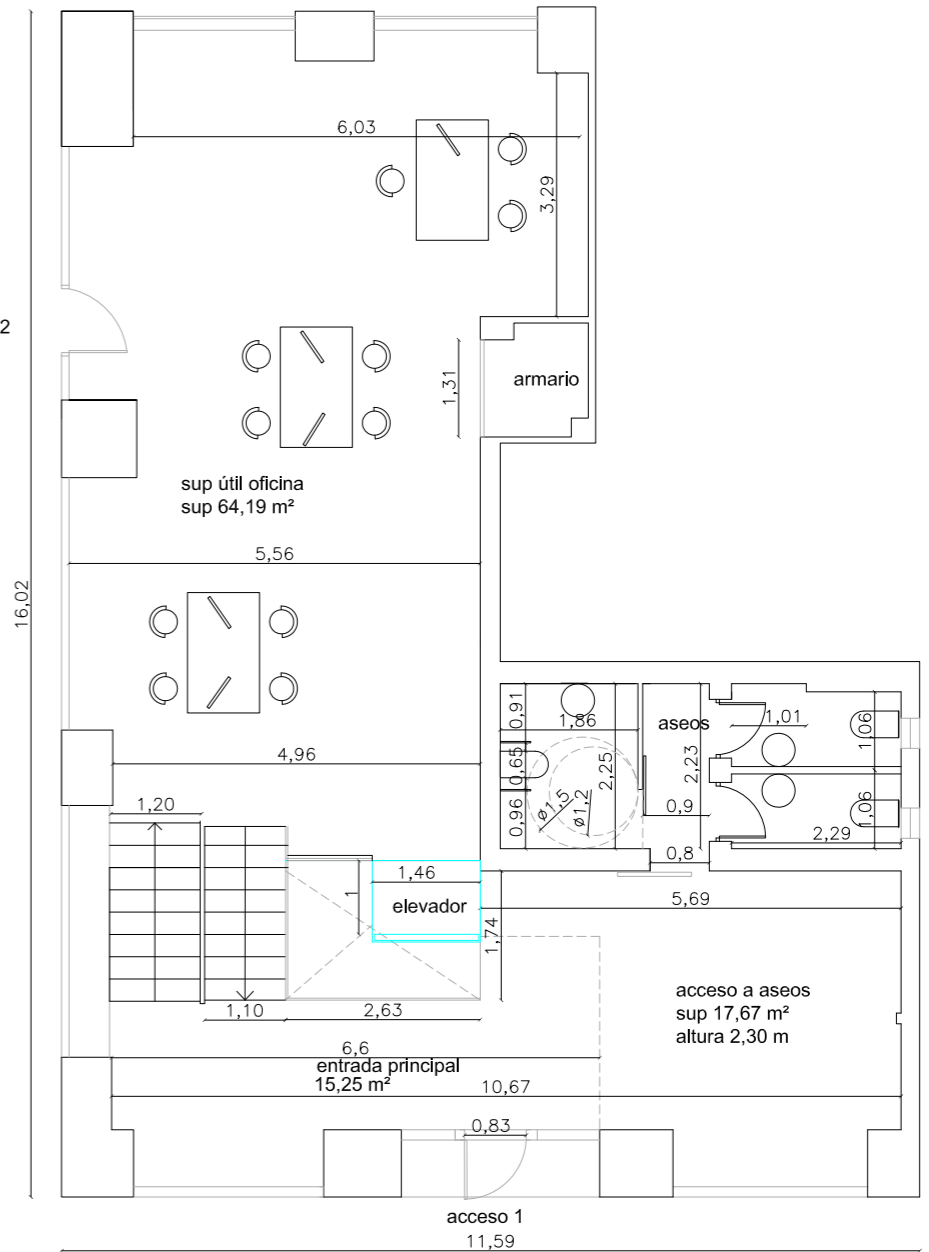 6,03
3,29
2
1,31
armario
sup útil oficina
sup 64,19 m²
5,56
16,02
0,91
1,86
aseos
1,01
1,06
4,96
0,65
2,25
2,23
0,96
ø1,5
ø1,2
0,9
1,06
2,29
1,20
0,8
1,46
1
elevador
5,69
1,74
acceso a aseos
sup 17,67 m²
altura 2,30 m
1,10
2,63
6,6
entrada principal
15,25 m²
10,67
0,83
acceso 1
11,59